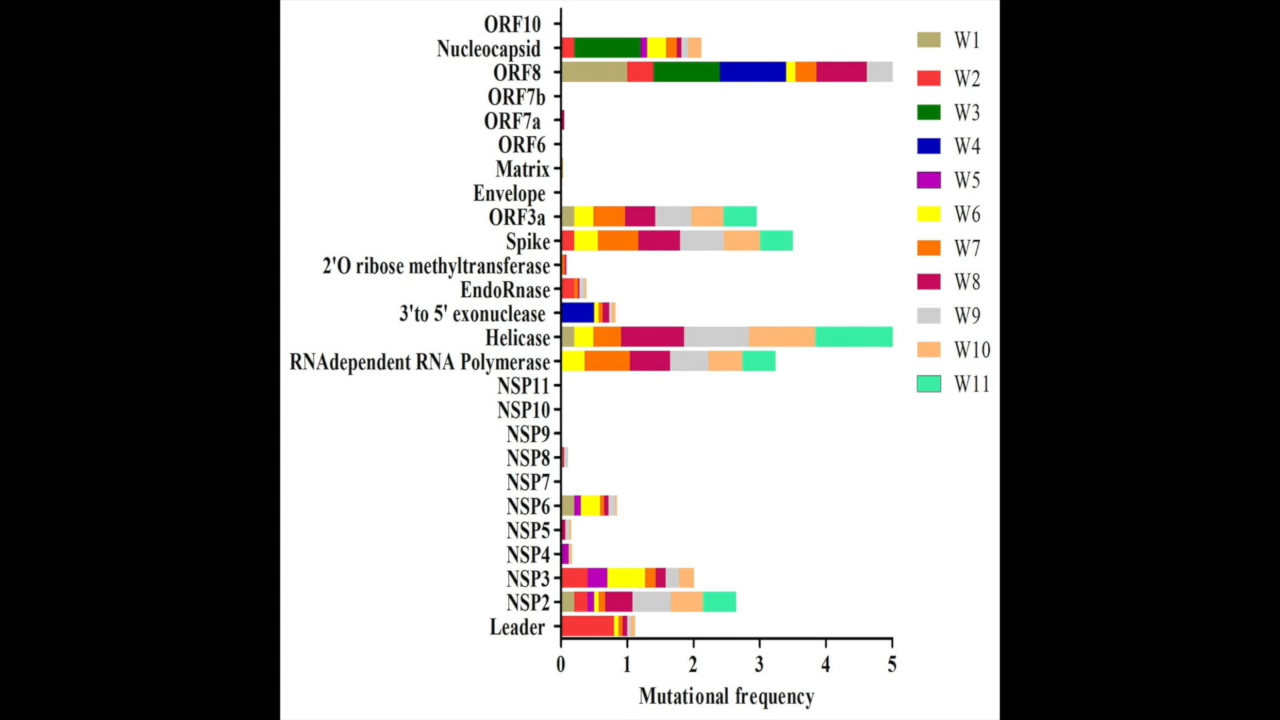 ORF10
Nucleocapsid
ORF8
ORF7b
ORF7a
ORF6
Matrix
Envelope
ORF3a
Spike
2'O ribose methyltransferase
EndoRnase
3'to 5' exonuclease
Helicase
RNAdependent RNA Polymerase
NSP11
NSP10
NSP9
NSP8
NSP7
NSP6
NSP5
NSP4
NSP3
NSP2
Leader
0 1 2 3 4 5
Mutational frequency
W1
W2
W3
W4
W5
W6
W7
W8
W9
W10
W11